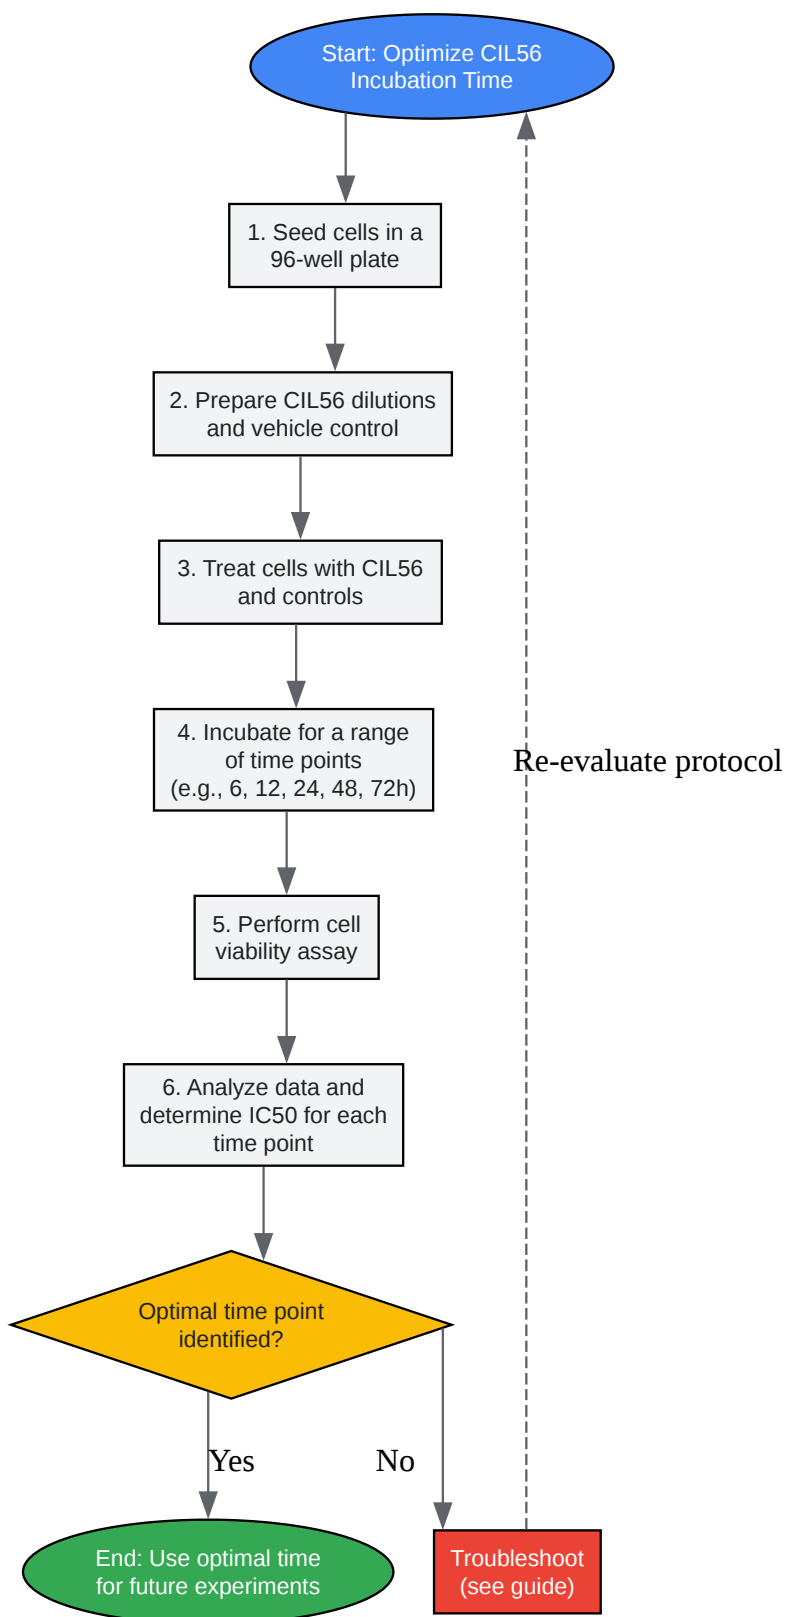 Start: Optimize CIL56
Incubation Time
1. Seed cells in a
96-well plate
2. Prepare CIL56 dilutions
and vehicle control
3. Treat cells with CIL56
and controls
4. Incubate for a range
of time points
(e.g., 6, 12, 24, 48, 72h)
Re-evaluate protocol
5. Perform cell
viability assay
6. Analyze data and
determine IC50 for each
time point
Optimal time point
identified?
Yes
No
End: Use optimal time
for future experiments
Troubleshoot
(see guide)